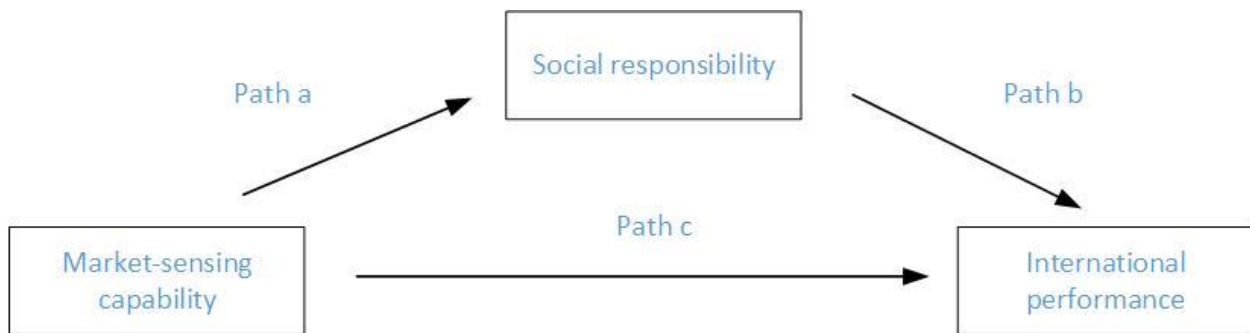 Social responsibility
Path a
Path b
Path c
Market-sensing
capability
International
performance